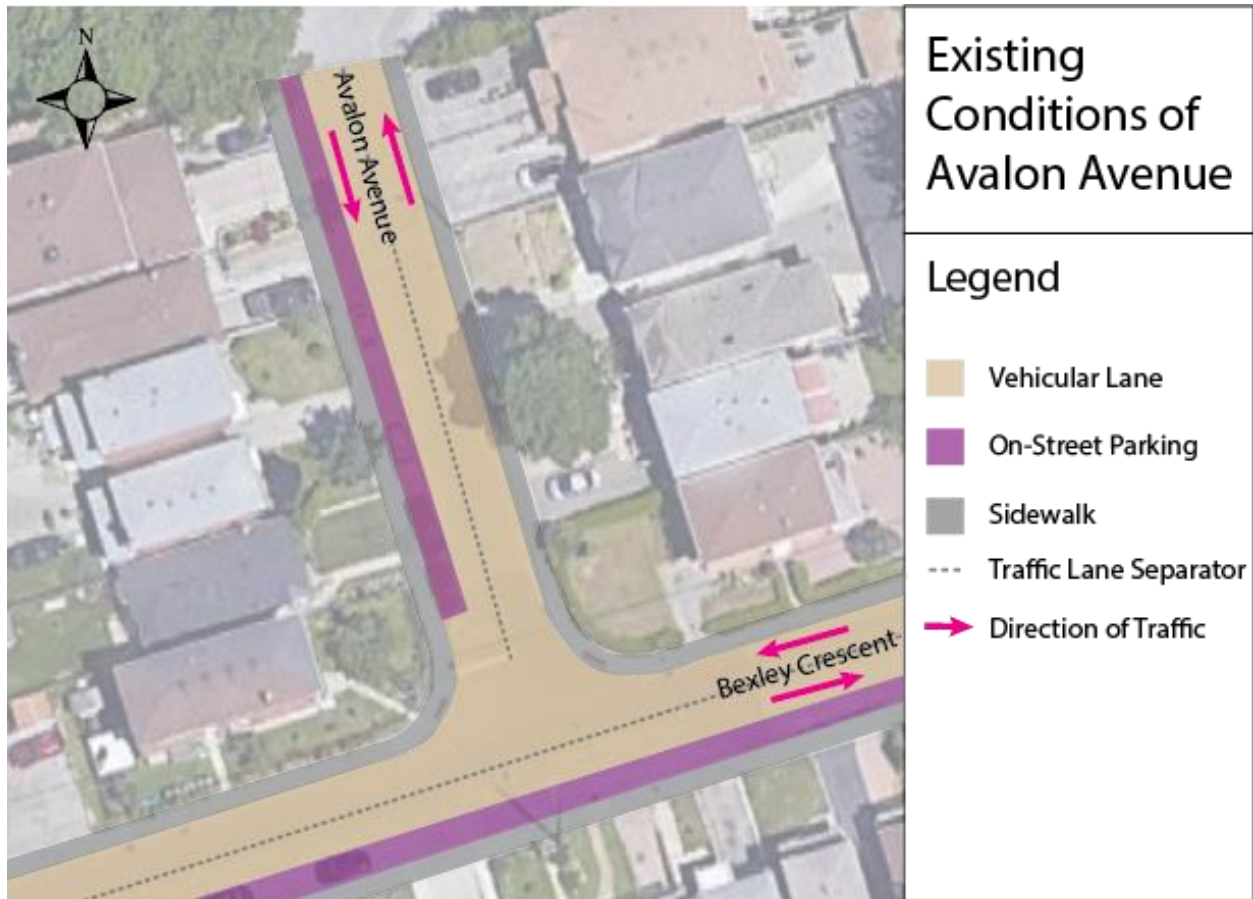 N
Avalon Avenue
Bexley Crescent
Existing
Conditions of
Avalon Avenue
Legend
Vehicular Lane
On-Street Parking
Sidewalk
Traffic Lane Separator
Direction of Traffic